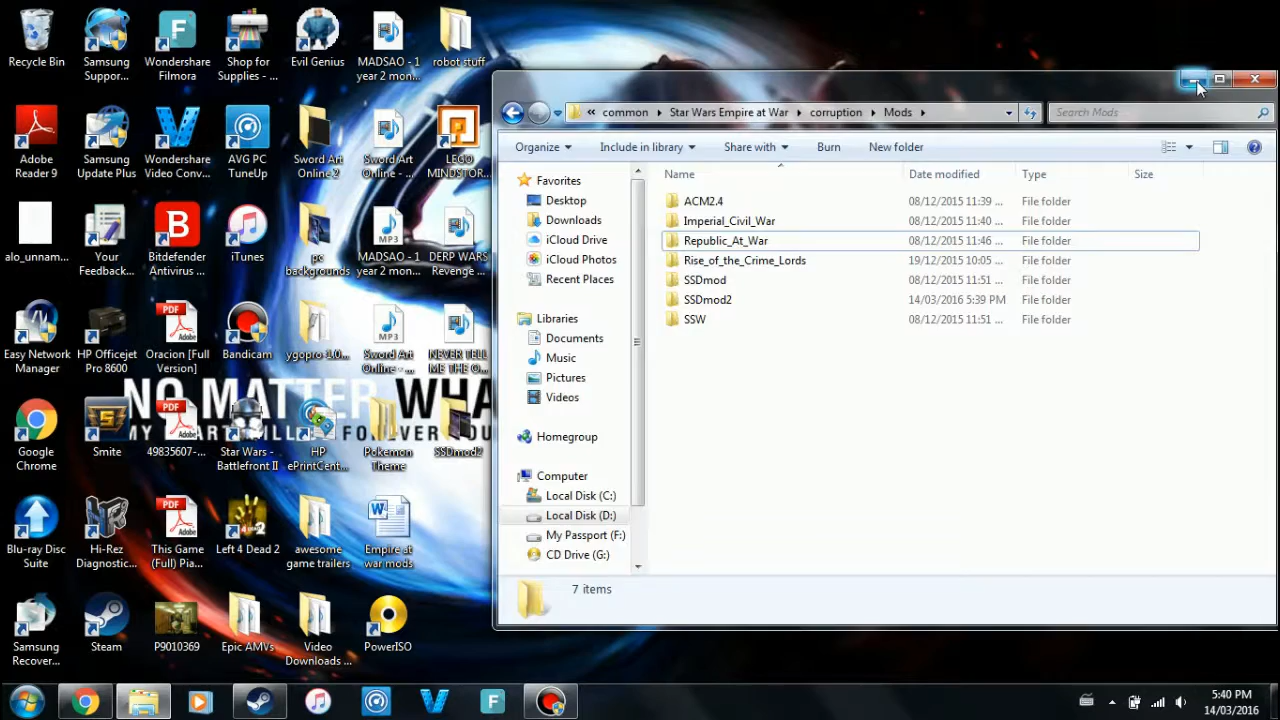 Recycle Bin
Samsung Suppor...
Wondershare Filmora
Shop for Supplies - ...
Evil Genius
MADSAO - 1 year 2 mon...
robot stuff
Adobe Reader 9
Samsung Update Plus
Wondershare Video Conv...
AVG PC TuneUp
Sword Art Online 2
Sword Art Online - ...
LEGO MINDSTOR...
alo_unnam...
Your Feedback...
Bitdefender Antivirus ...
iTunes
pc backgrounds
MADSAO - 1 year 2 mon...
DERP WARS Revenge ...
Easy Network Manager
HP Officejet Pro 8600
Oracion [Full Version]
Bandicam
ygopro-1.0...
Sword Art Online - ...
NEVER TELL ME THE O...
NO MATTER WHA
Google Chrome
Smite
49835607-...
Star Wars - Battlefront II
HP ePrintCent...
Pokemon Theme
SSDmod2
Blu-ray Disc Suite
Hi-Rez Diagnostic...
This Game (Full) Pia...
Left 4 Dead 2
awesome game trailers
Empire at war mods
Samsung Recover...
Steam
P9010369
Epic AMVs
Video Downloads ...
PowerISO
« common Star Wars Empire at War corruption Mods
Search Mods
Organize Include in library Share with Burn New folder
Name Date modified Type Size
Favorites
Desktop
Downloads
iCloud Drive
iCloud Photos
Recent Places
Libraries
Documents
Music
Pictures
Videos
Homegroup
Computer
Local Disk (C:)
Local Disk (D:)
My Passport (F:)
CD Drive (G:)
ACM2.4 08/12/2015 11:39 ... File folder
Imperial_Civil_War 08/12/2015 11:40 ... File folder
Republic_At_War 08/12/2015 11:46 ... File folder
Rise_of_the_Crime_Lords 19/12/2015 10:05 ... File folder
SSDmod 08/12/2015 11:51 ... File folder
SSDmod2 14/03/2016 5:39 PM File folder
SSW 08/12/2015 11:51 ... File folder
7 items
5:40 PM
14/03/2016